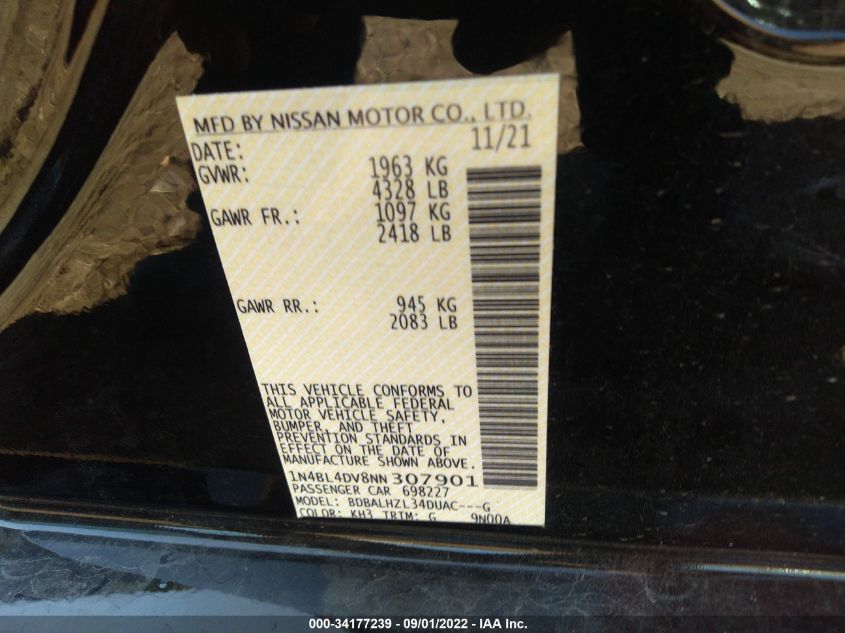 MFD BY NISSAN MOTOR CO., LTD.
DATE: 11/21
GVWR: 1963 KG
4328 LB
GAWR FR.: 1097 KG
2418 LB
GAWR RR.: 945 KG
2083 LB
THIS VEHICLE CONFORMS TO
ALL APPLICABLE FEDERAL
MOTOR VEHICLE SAFETY,
BUMPER, AND THEFT
PREVENTION STANDARDS IN
EFFECT ON THE DATE OF
MANUFACTURE SHOWN ABOVE.
1N4BL4DV8NN307901
PASSENGER CAR 698227
MODEL: BDBALHZL34DUAC---G
COLOR: KH3 TRIM: G 9N00A
000-34177239 - 09/01/2022 - IAA Inc.